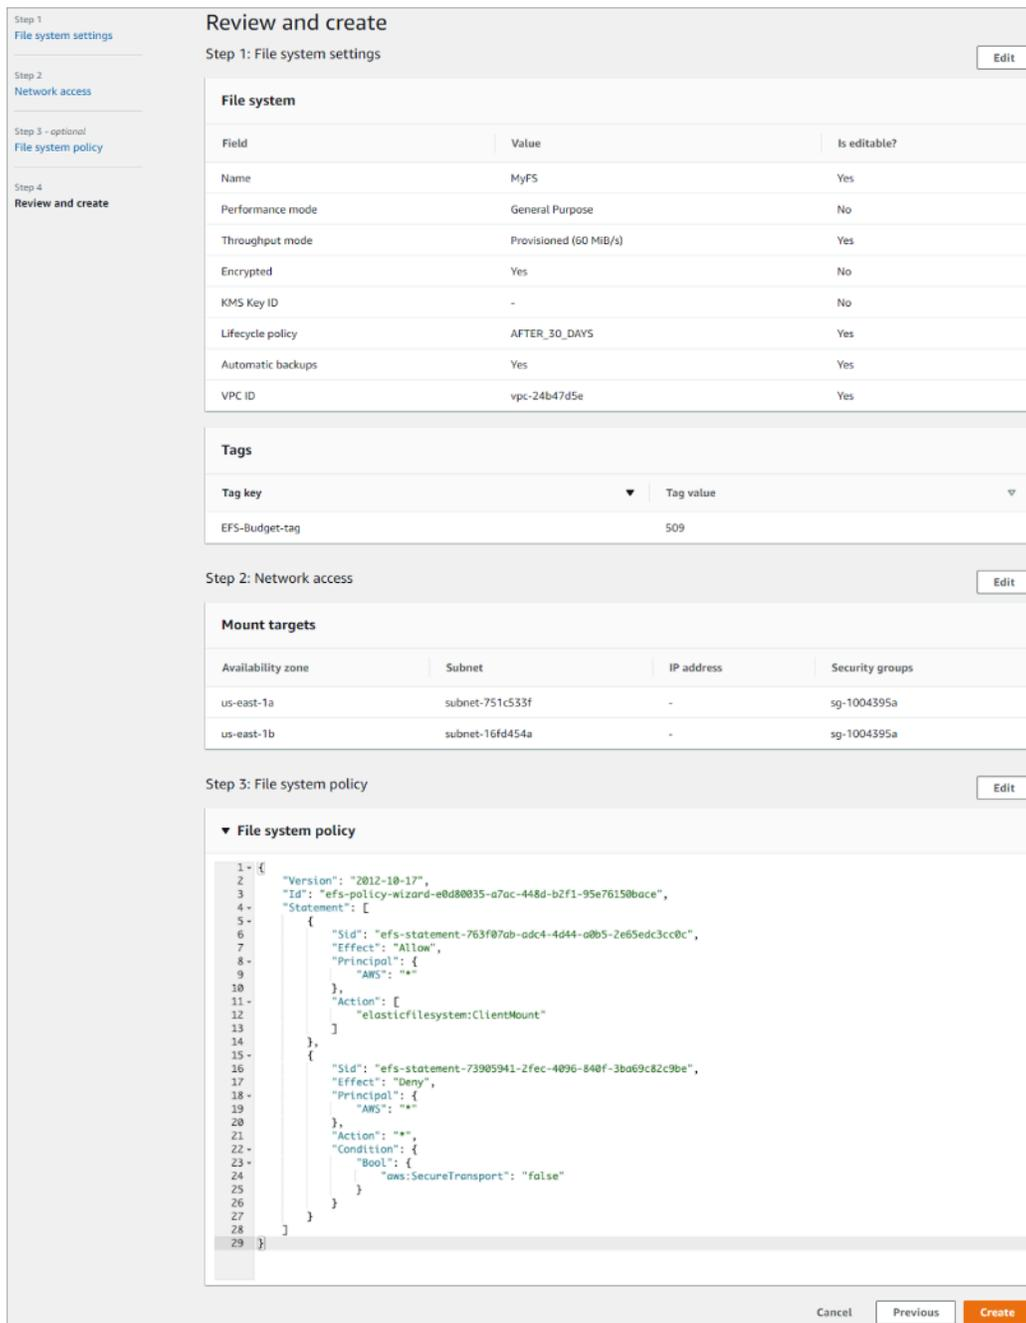 Step 1
File system settings
Step 2
Network access
Step 3 - optional
File system policy
Step 4
Review and create
Review and create
Step 1: File system settings
Edit
File system
Field Value Is editable?
Name MyFS Yes
Performance mode General Purpose No
Throughput mode Provisioned (60 MiB/s) Yes
Encrypted Yes No
KMS Key ID - No
Lifecycle policy AFTER_30_DAYS Yes
Automatic backups Yes Yes
VPC ID vpc-24b47d5e Yes
Tags
Tag key ▼ Tag value ▽
EFS-Budget-tag 509
Step 2: Network access
Edit
Mount targets
Availability zone Subnet IP address Security groups
us-east-1a subnet-751c533f - sg-1004395a
us-east-1b subnet-16fd454a - sg-1004395a
Step 3: File system policy
Edit
▼ File system policy
1 {
2 "Version": "2012-10-17",
3 "Id": "efs-policy-wizard-e0d80035-a7ac-448d-b2f1-95e76150bace",
4 "Statement": [
5 {
6 "Sid": "efs-statement-763f07ab-adc4-4d44-a0b5-2e65edc3cc0c",
7 "Effect": "Allow",
8 "Principal": {
9 "AWS": "*"
10 },
11 "Action": [
12 "elasticfilesystem:ClientMount"
13 ]
14 },
15 {
16 "Sid": "efs-statement-73905941-2fec-4096-840f-3ba69c82c9be",
17 "Effect": "Deny",
18 "Principal": {
19 "AWS": "*"
20 },
21 "Action": "*",
22 "Condition": {
23 "Bool": {
24 "aws:SecureTransport": "false"
25 }
26 }
27 }
28 ]
29 }
Cancel Previous Create